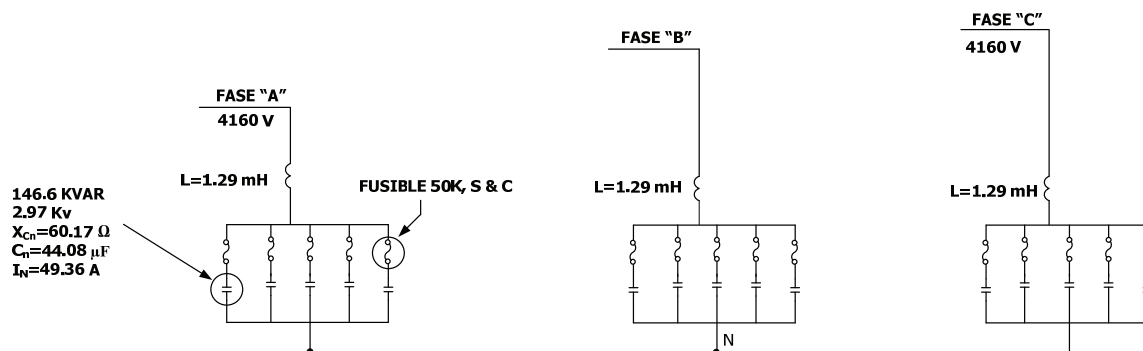 FASE "A"
4160 V
L=1.29 mH
FUSIBLE 50K, S & C
146.6 KVAR
2.97 Kv
XCn=60.17 Ω
Cn=44.08 µF
IN=49.36 A
FASE "B"
L=1.29 mH
N
FASE "C"
4160 V
L=1.29 mH